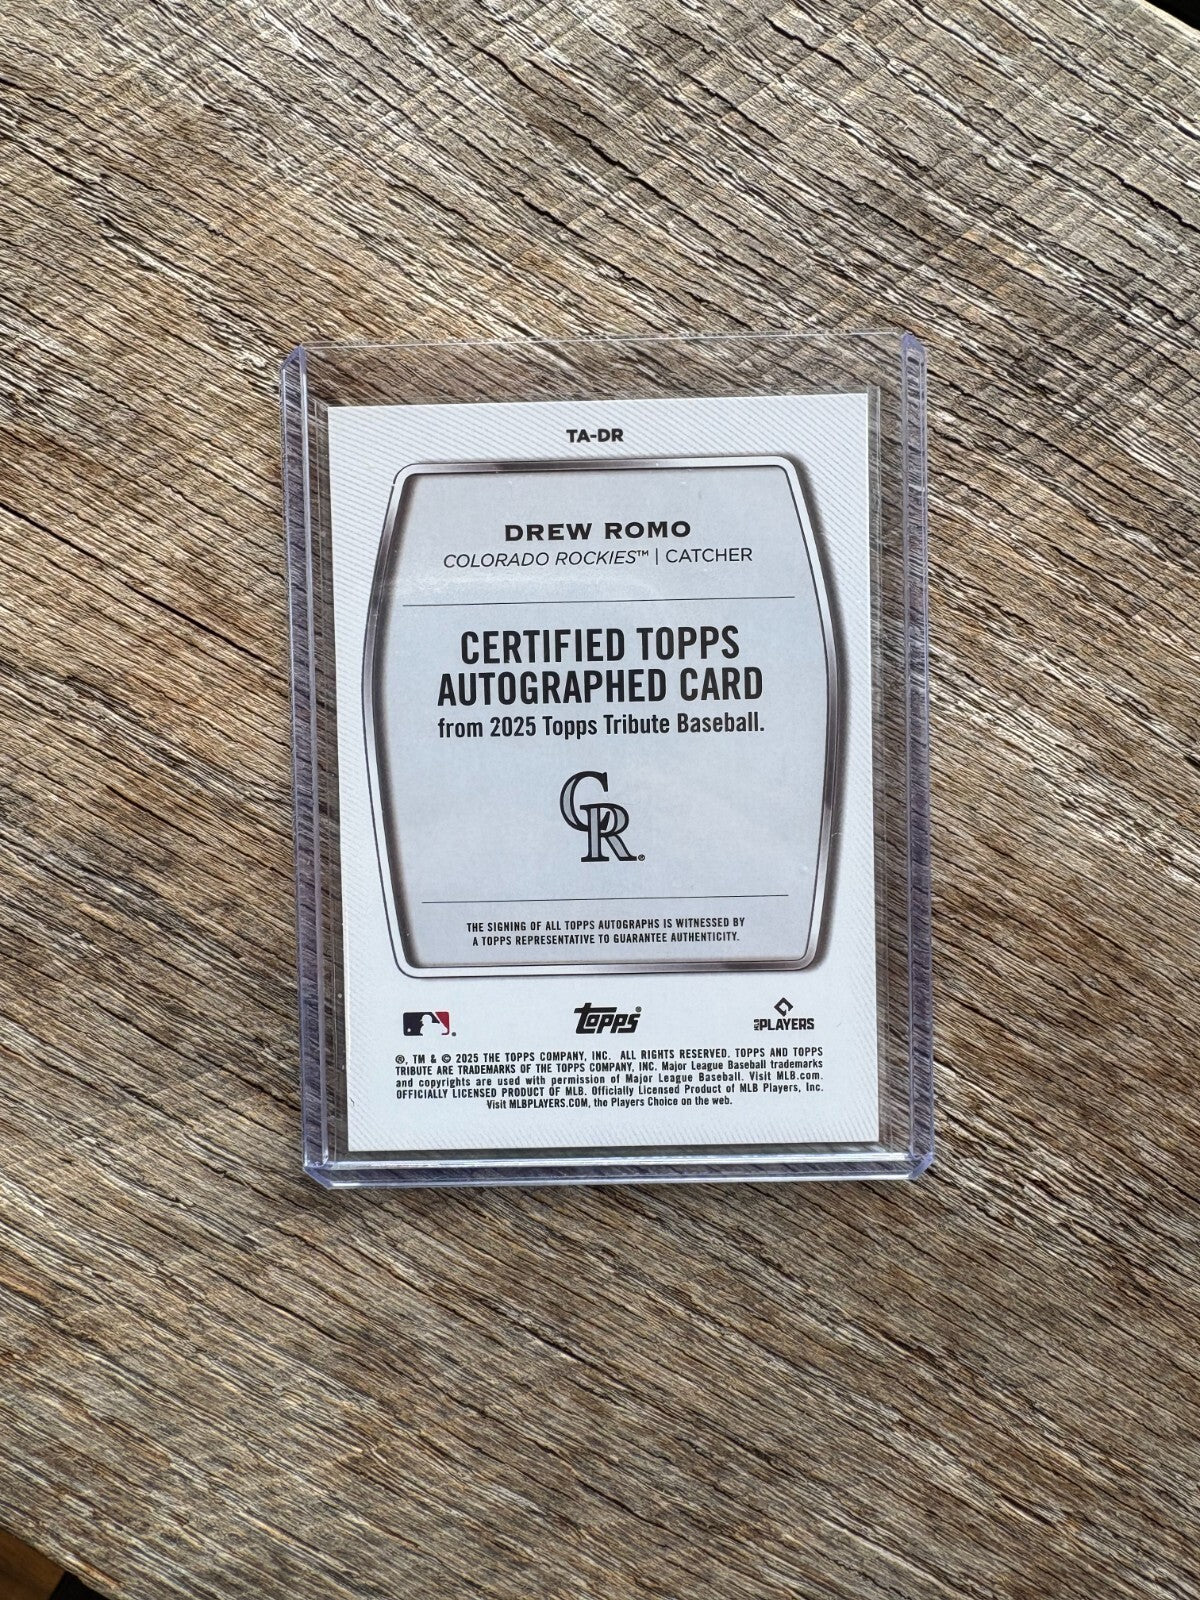 TA-DR
DREW ROMO
COLORADO ROCKIES™ | CATCHER
CERTIFIED TOPPS
AUTOGRAPHED CARD
from 2025 Topps Tribute Baseball.
CR®
THE SIGNING OF ALL TOPPS AUTOGRAPHS IS WITNESSED BY
A TOPPS REPRESENTATIVE TO GUARANTEE AUTHENTICITY.
Topps®
MLB PLAYERS
®, TM & © 2025 THE TOPPS COMPANY, INC. ALL RIGHTS RESERVED. TOPPS AND TOPPS
TRIBUTE ARE TRADEMARKS OF THE TOPPS COMPANY, INC. Major League Baseball trademarks
and copyrights are used with permission of Major League Baseball. Visit MLB.com.
OFFICIALLY LICENSED PRODUCT OF MLB. Officially Licensed Product of MLB Players, Inc.
Visit MLBPLAYERS.COM, the Players Choice on the web.